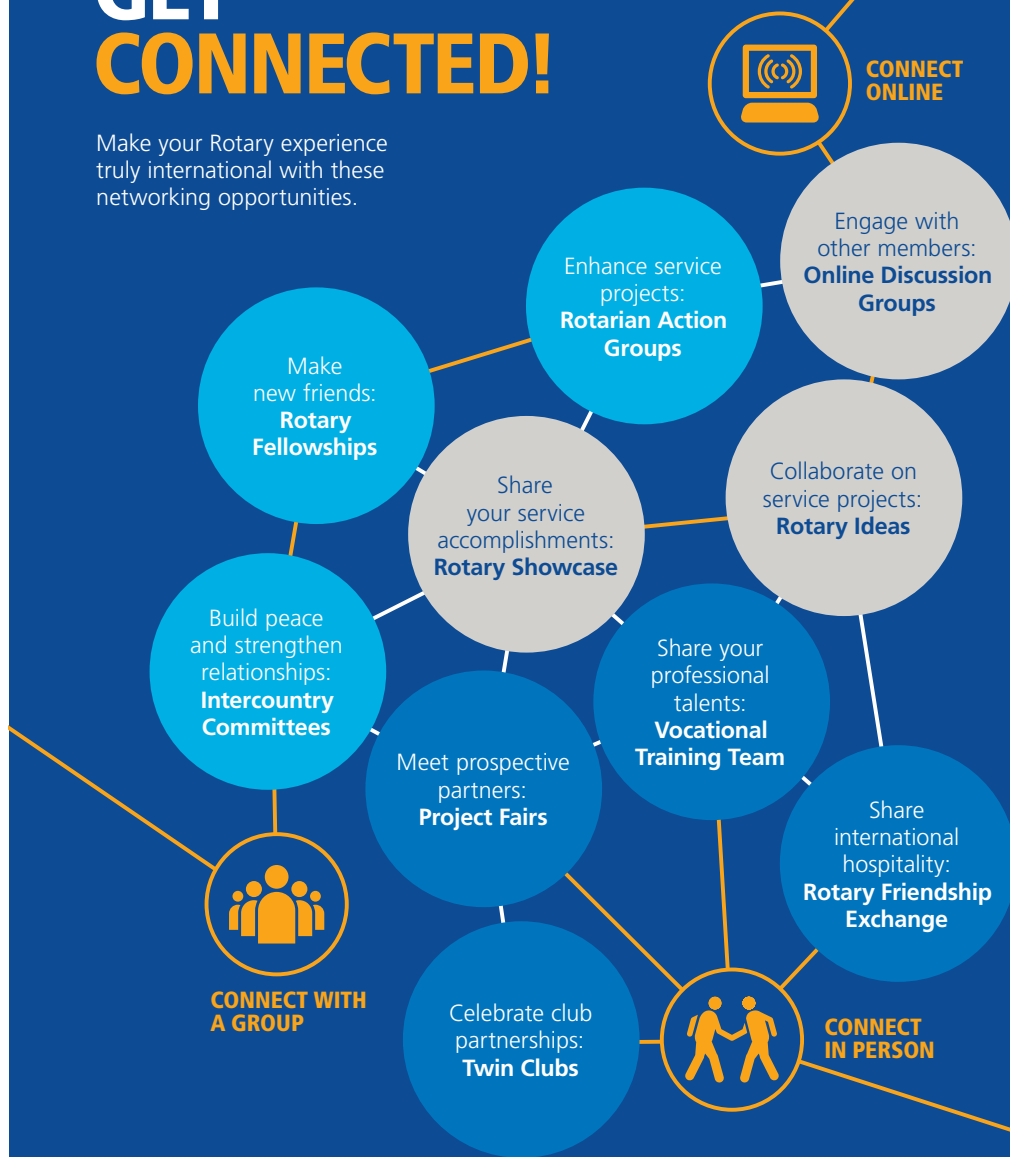 GET
CONNECTED!
Make your Rotary experience
truly international with these
networking opportunities.
CONNECT
ONLINE
Engage with
other members:
Online Discussion
Groups
Enhance service
projects:
Rotarian Action
Groups
Make
new friends:
Rotary
Fellowships
Collaborate on
service projects:
Rotary Ideas
Share
your service
accomplishments:
Rotary Showcase
Build peace
and strengthen
relationships:
Intercountry
Committees
Share your
professional
talents:
Vocational
Training Team
Meet prospective
partners:
Project Fairs
Share
international
hospitality:
Rotary Friendship
Exchange
CONNECT WITH
A GROUP
Celebrate club
partnerships:
Twin Clubs
CONNECT
IN PERSON